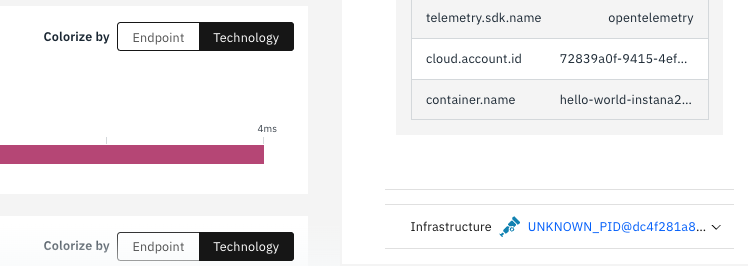 Colorize by Endpoint Technology
4ms
Colorize by Endpoint Technology
telemetry.sdk.name opentelemetry
cloud.account.id 72839a0f-9415-4ef...
container.name hello-world-instana2...
Infrastructure UNKNOWN_PID@dc4f281a8...